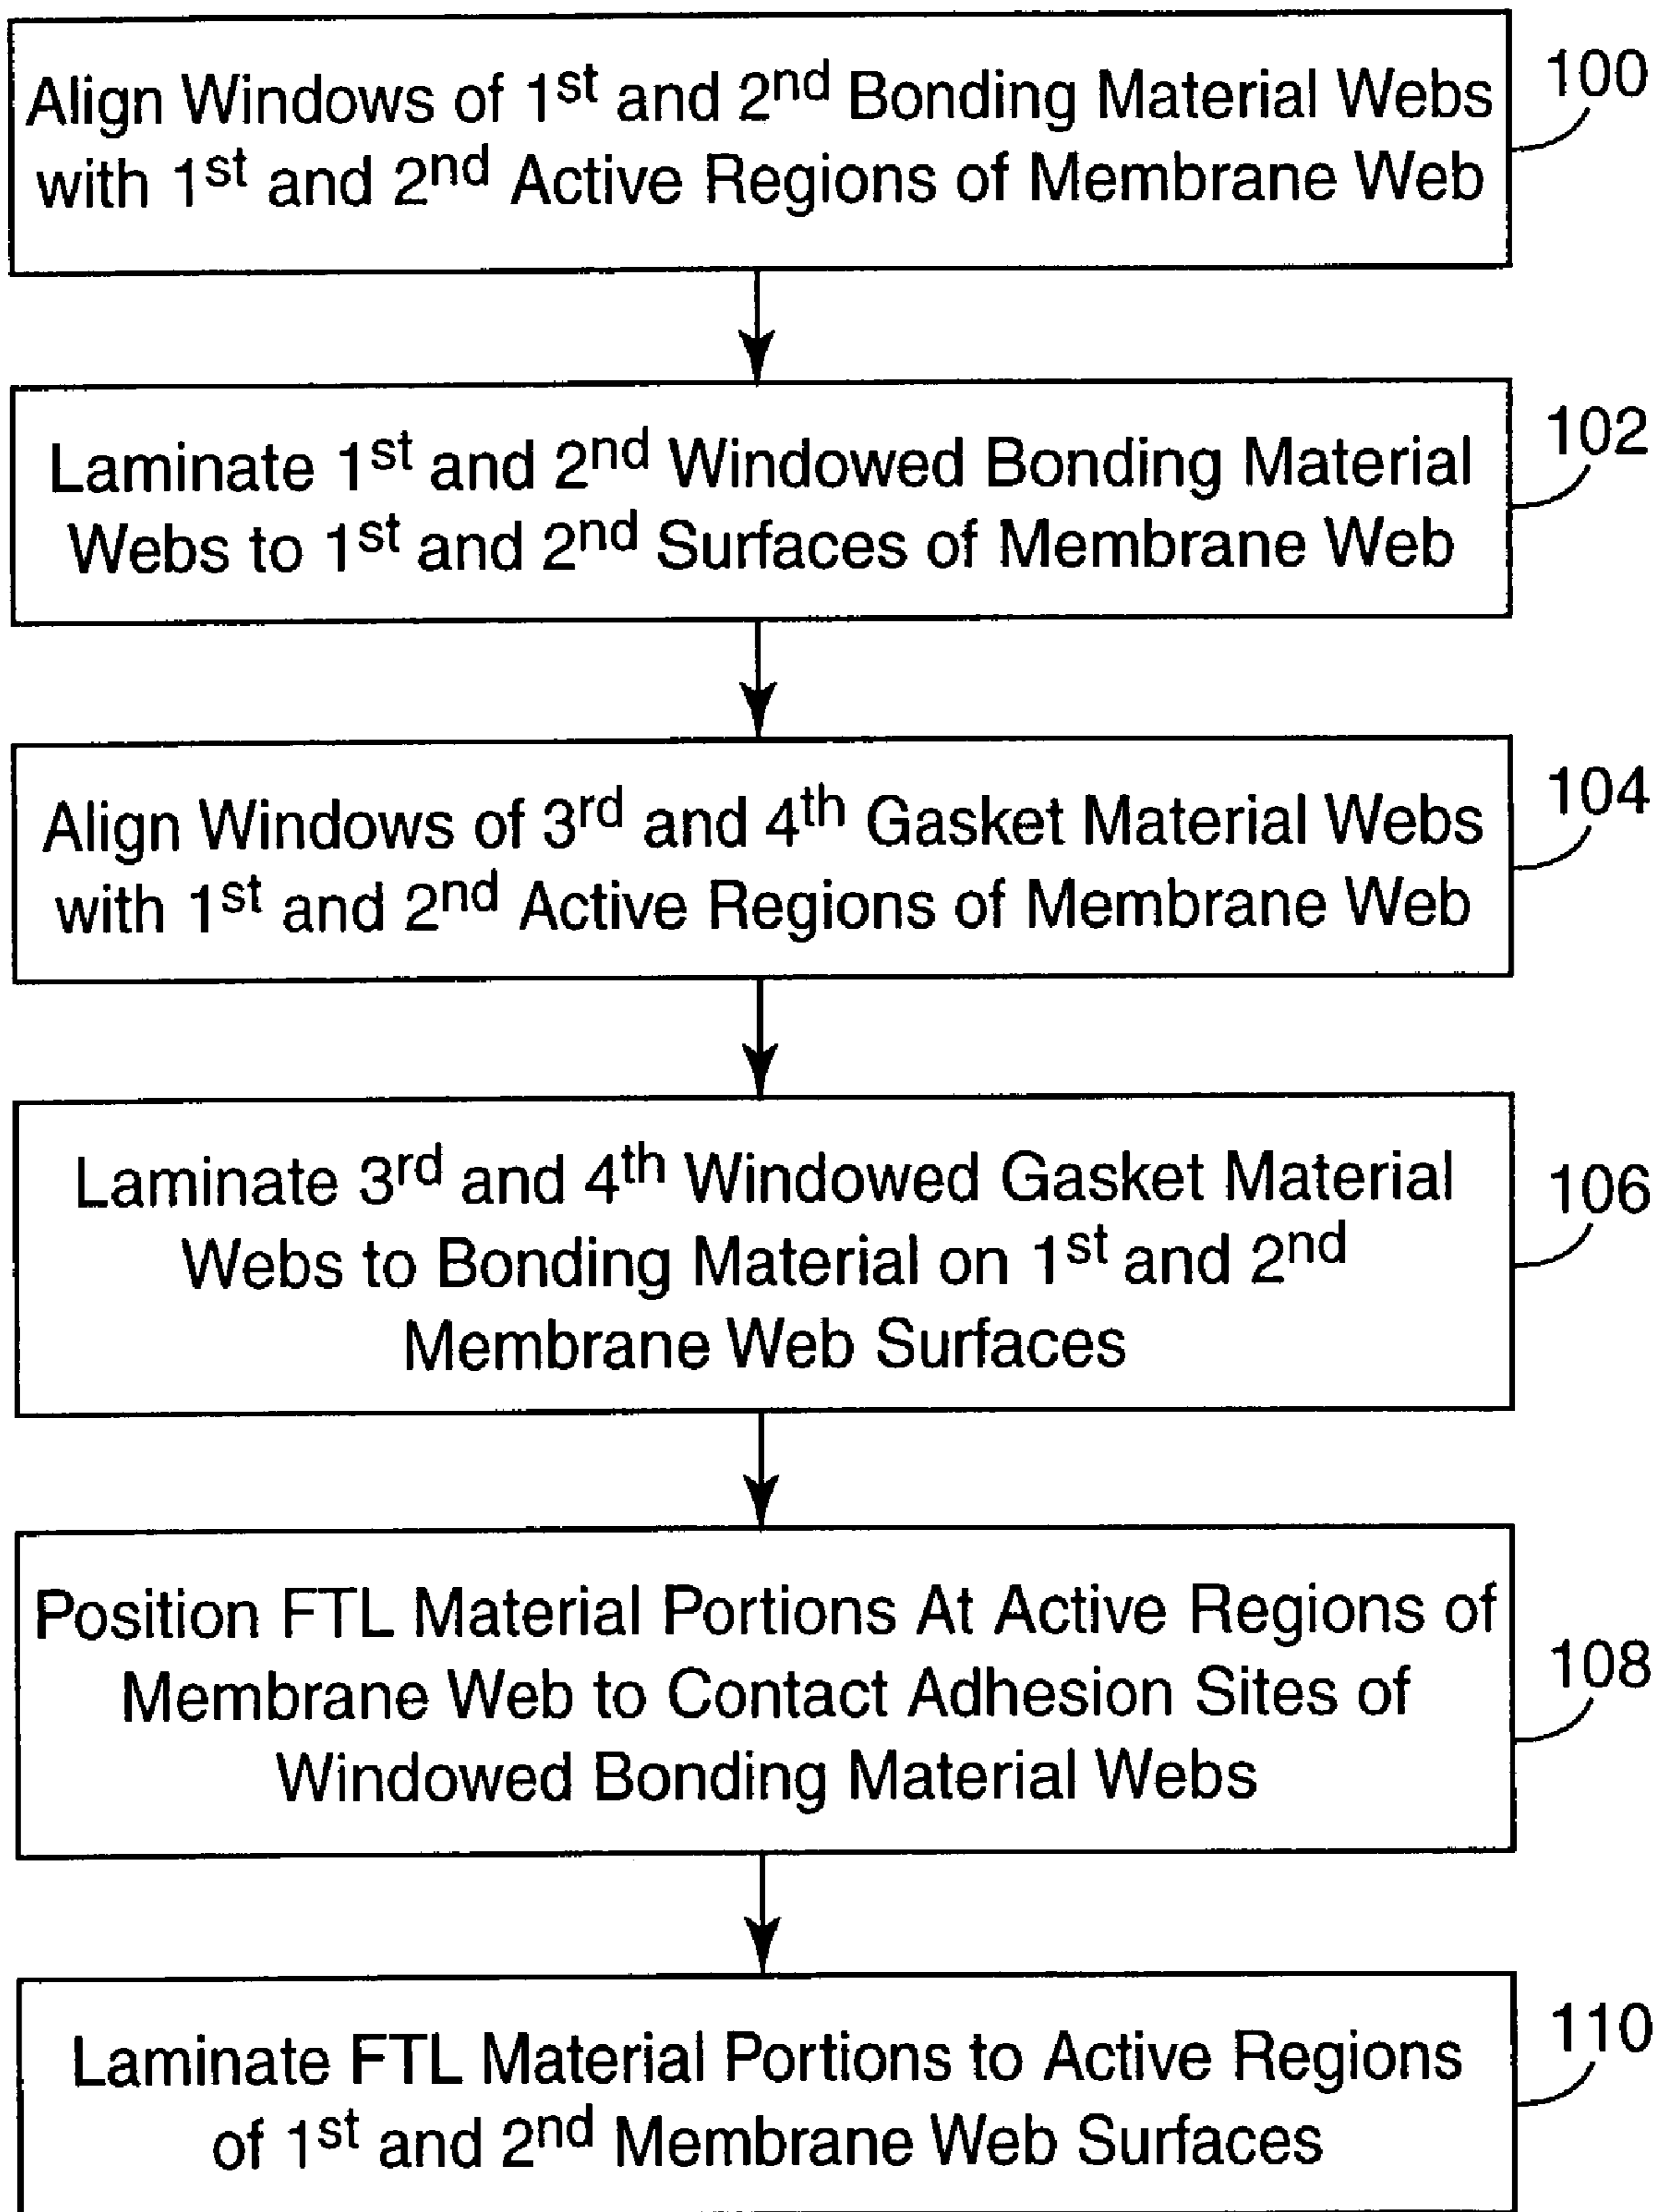 Align Windows of 1st and 2nd Bonding Material Webs
with 1st and 2nd Active Regions of Membrane Web
100
Laminate 1st and 2nd Windowed Bonding Material
Webs to 1st and 2nd Surfaces of Membrane Web
102
Align Windows of 3rd and 4th Gasket Material Webs
with 1st and 2nd Active Regions of Membrane Web
104
Laminate 3rd and 4th Windowed Gasket Material
Webs to Bonding Material on 1st and 2nd
Membrane Web Surfaces
106
Position FTL Material Portions At Active Regions of
Membrane Web to Contact Adhesion Sites of
Windowed Bonding Material Webs
108
Laminate FTL Material Portions to Active Regions
of 1st and 2nd Membrane Web Surfaces
110